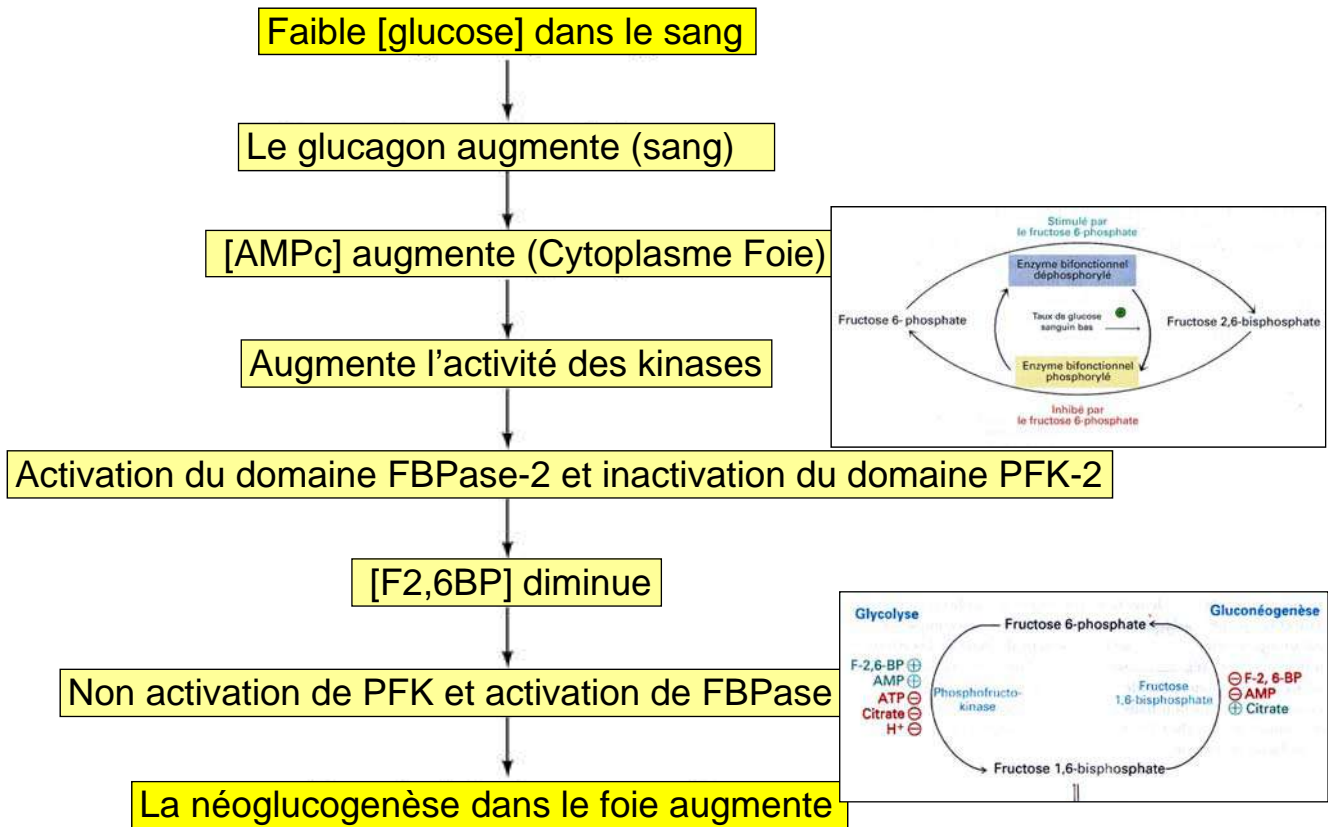 Faible [glucose] dans le sang
Le glucagon augmente (sang)
[AMPc] augmente (Cytoplasme Foie)
Augmente l'activité des kinases
Activation du domaine FBPase-2 et inactivation du domaine PFK-2
[F2,6BP] diminue
Non activation de PFK et activation de FBPase
La néoglucogenèse dans le foie augmente
Stimulé par
le fructose 6-phosphate
Enzyme bifonctionnel
déphosphorylé
Fructose 6- phosphate
Taux de glucose
sanguin bas
Fructose 2,6-bisphosphate
Enzyme bifonctionnel
phosphorylé
Inhibé par
le fructose 6-phosphate
Glycolyse
Gluconéogenèse
Fructose 6-phosphate
F-2,6-BP ⊕
AMP ⊕
ATP ⊖
Citrate ⊖
H⁺ ⊖
Phosphofructo-
kinase
Fructose
1,6-bisphosphate
⊖ F-2, 6-BP
⊖ AMP
⊕ Citrate
Fructose 1,6-bisphosphate